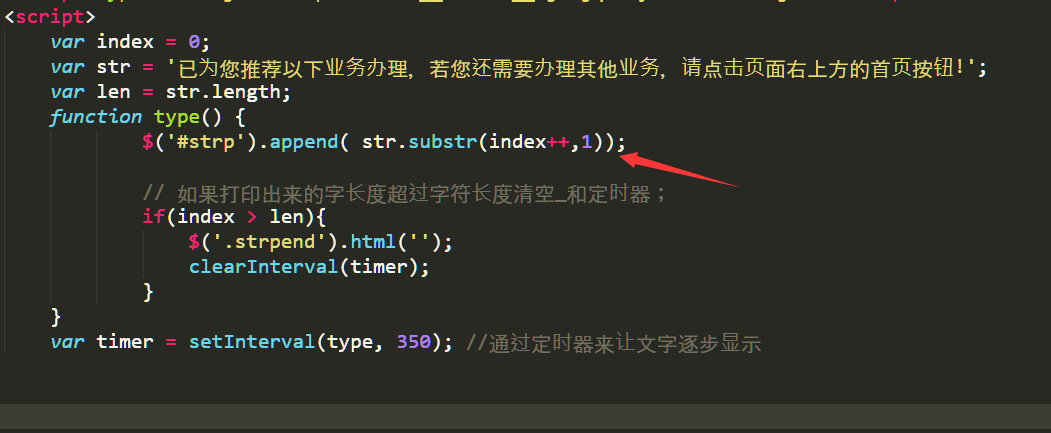 <script>
var index = 0;
var str = '已为您推荐以下业务办理，若您还需要办理其他业务，请点击页面右上方的首页按钮!';
var len = str.length;
function type() {
$('#strp').append( str.substr(index++,1));
// 如果打印出来的字长度超过字符长度清空_和定时器；
if(index > len){
$('.strpend').html('');
clearInterval(timer);
}
}
var timer = setInterval(type, 350); //通过定时器来让文字逐步显示